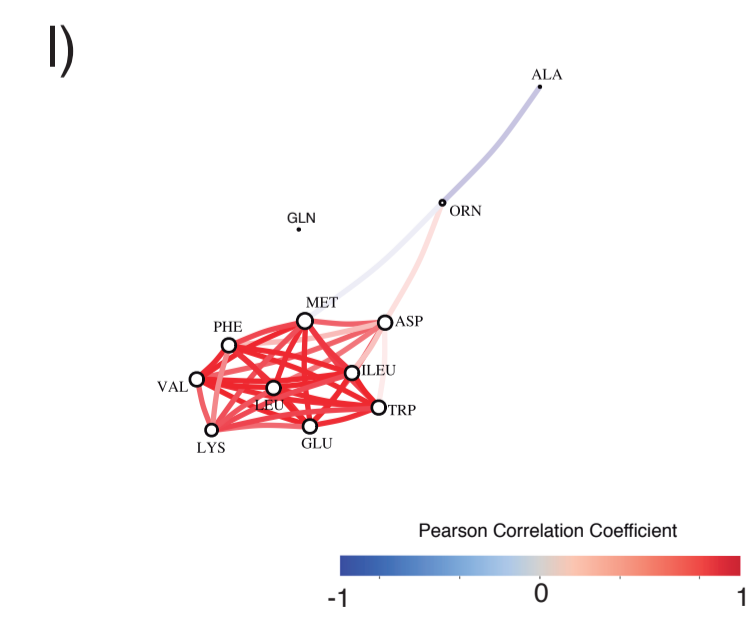 I)
ALA
ORN
GLN
MET
ASP
PHE
ILEU
VAL
LEU
TRP
GLU
LYS
Pearson Correlation Coefficient
-1 0 1